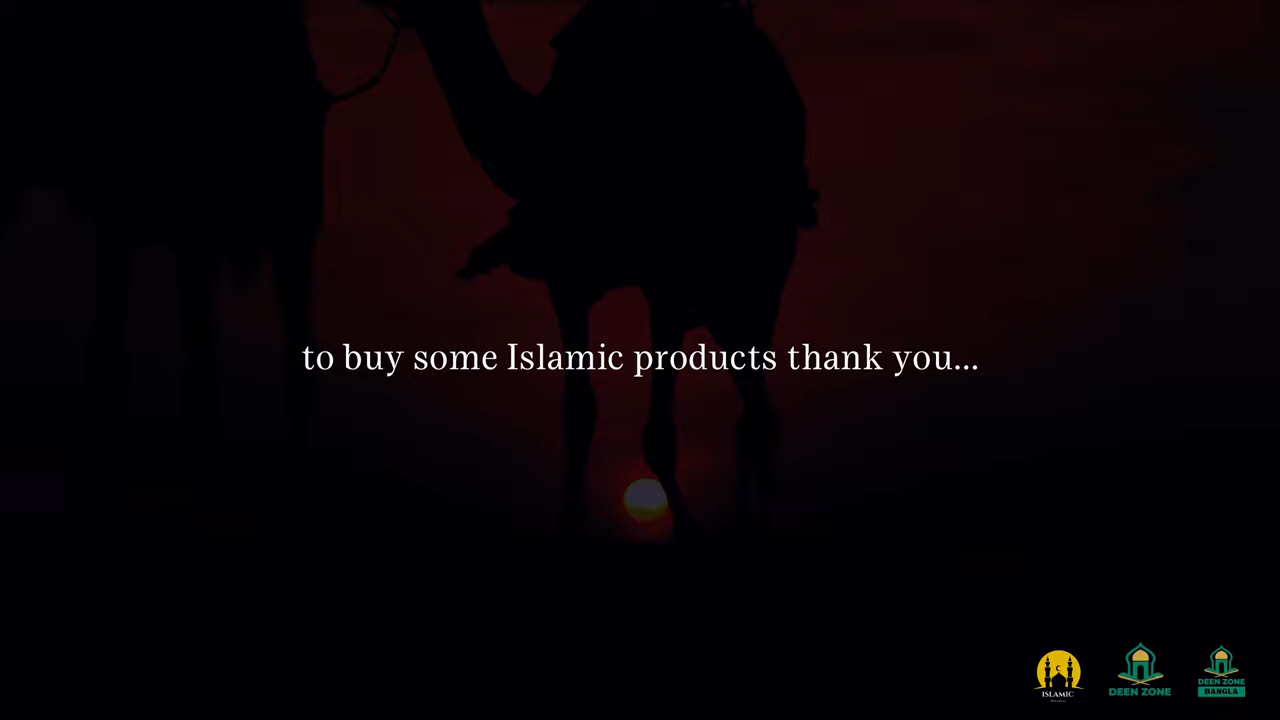 to buy some Islamic products thank you...
ISLAMIC
DEEN ZONE
DEEN ZONE
BANGLA